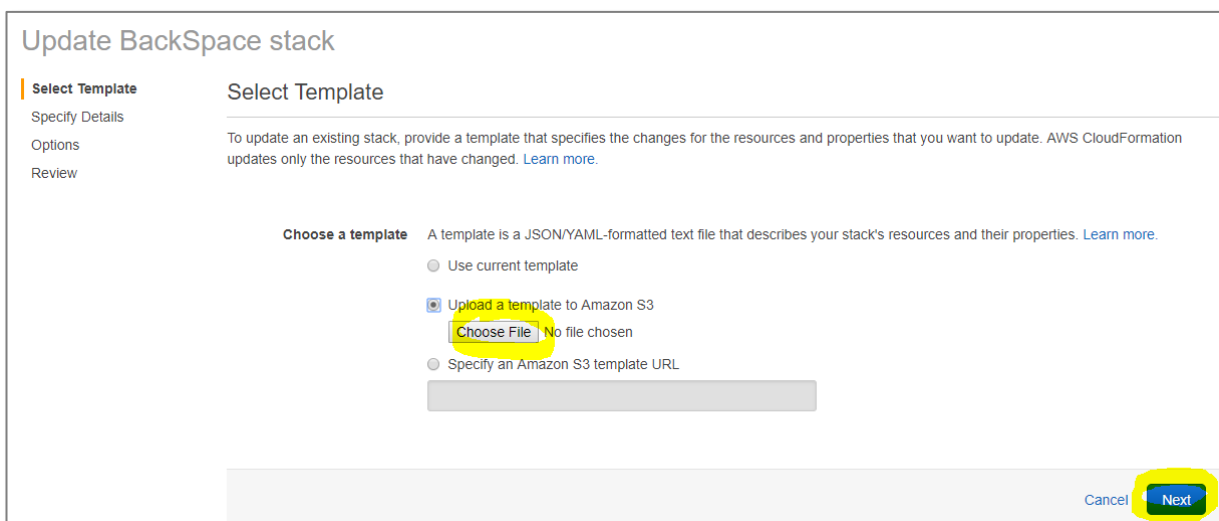 Update BackSpace stack
Select Template
Specify Details
Options
Review
Select Template
To update an existing stack, provide a template that specifies the changes for the resources and properties that you want to update. AWS CloudFormation
updates only the resources that have changed. Learn more.
Choose a template
A template is a JSON/YAML-formatted text file that describes your stack's resources and their properties. Learn more.
Use current template
Upload a template to Amazon S3
Choose File No file chosen
Specify an Amazon S3 template URL
Cancel Next